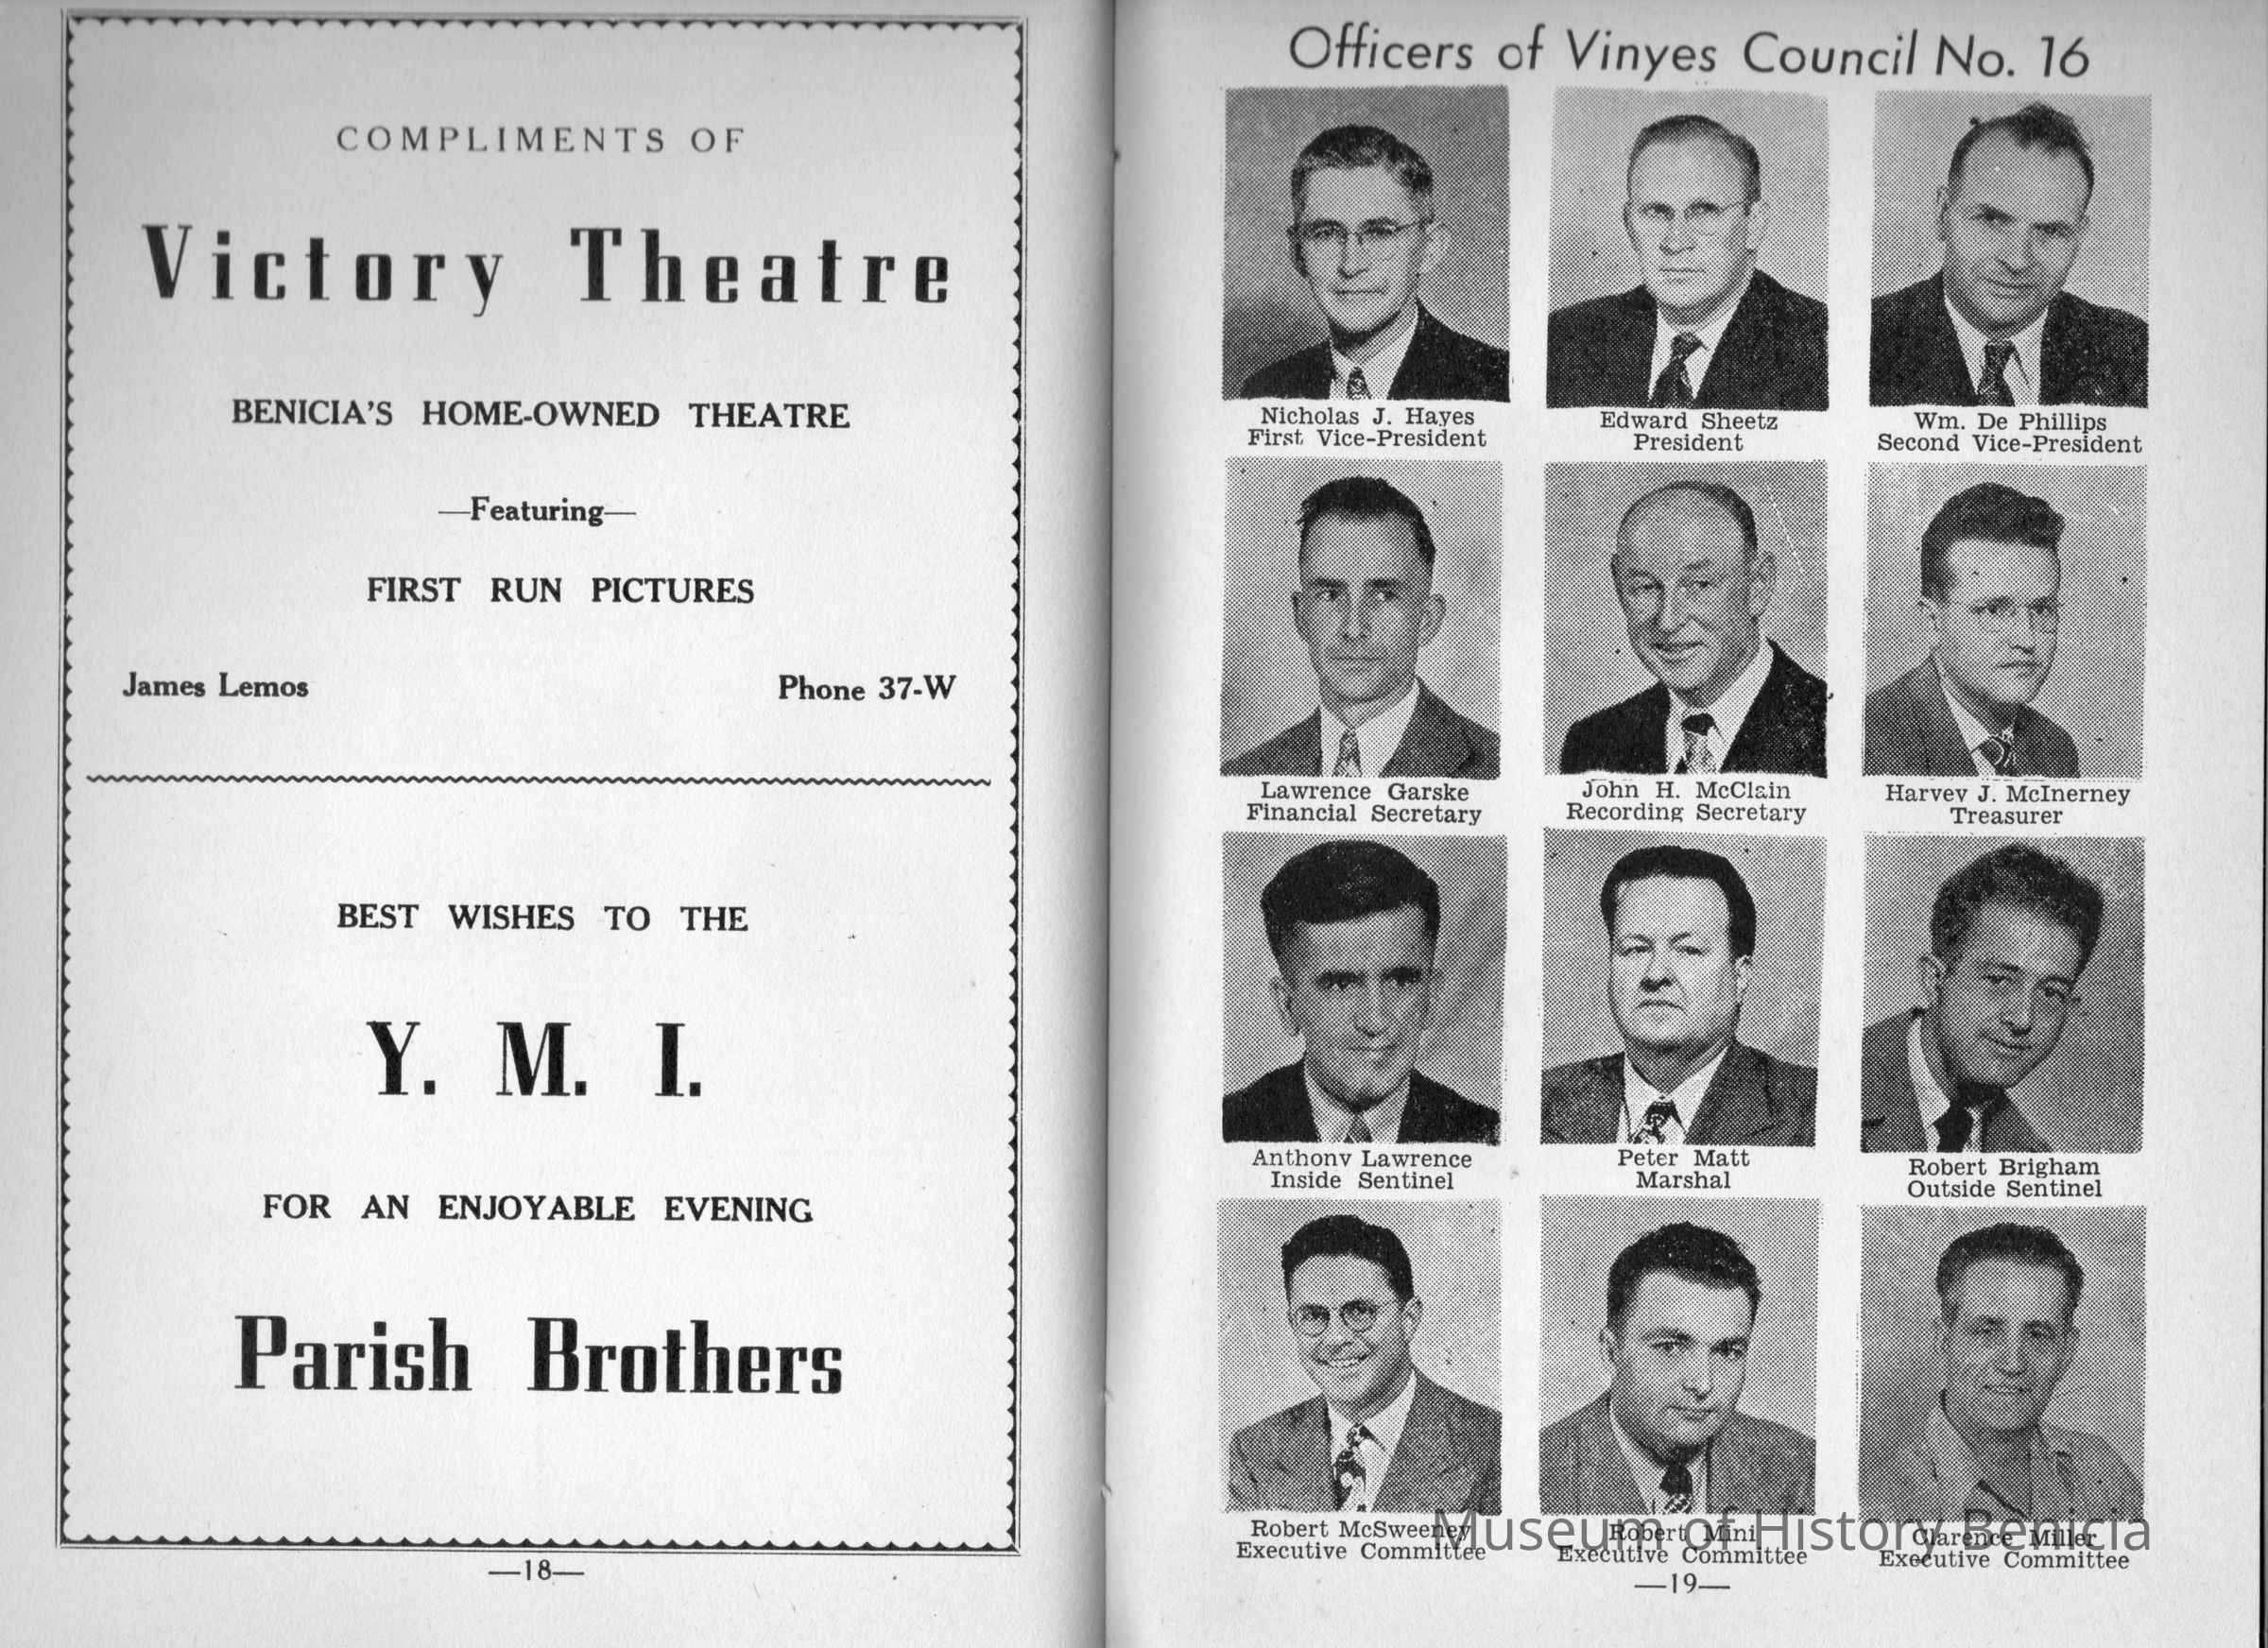 COMPLIMENTS OF
Victory Theatre
BENICIA'S HOME-OWNED THEATRE
—Featuring—
FIRST RUN PICTURES
James Lemos
Phone 37-W
BEST WISHES TO THE
Y. M. I.
FOR AN ENJOYABLE EVENING
Parish Brothers
—18—
Officers of Vinyes Council No. 16
Nicholas J. Hayes
First Vice-President
Edward Sheetz
President
Wm. De Phillips
Second Vice-President
Lawrence Garske
Financial Secretary
John H. McClain
Recording Secretary
Harvey J. McInerney
Treasurer
Anthony Lawrence
Inside Sentinel
Peter Matt
Marshal
Robert Brigham
Outside Sentinel
Robert McSweeney
Executive Committee
Robert Mini
Executive Committee
Clarence Miller
Executive Committee
Museum of History Benicia
—19—